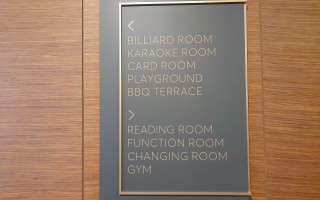 <
BILLIARD ROOM
KARAOKE ROOM
CARD ROOM
PLAYGROUND
BBQ TERRACE
>
READING ROOM
FUNCTION ROOM
CHANGING ROOM
GYM